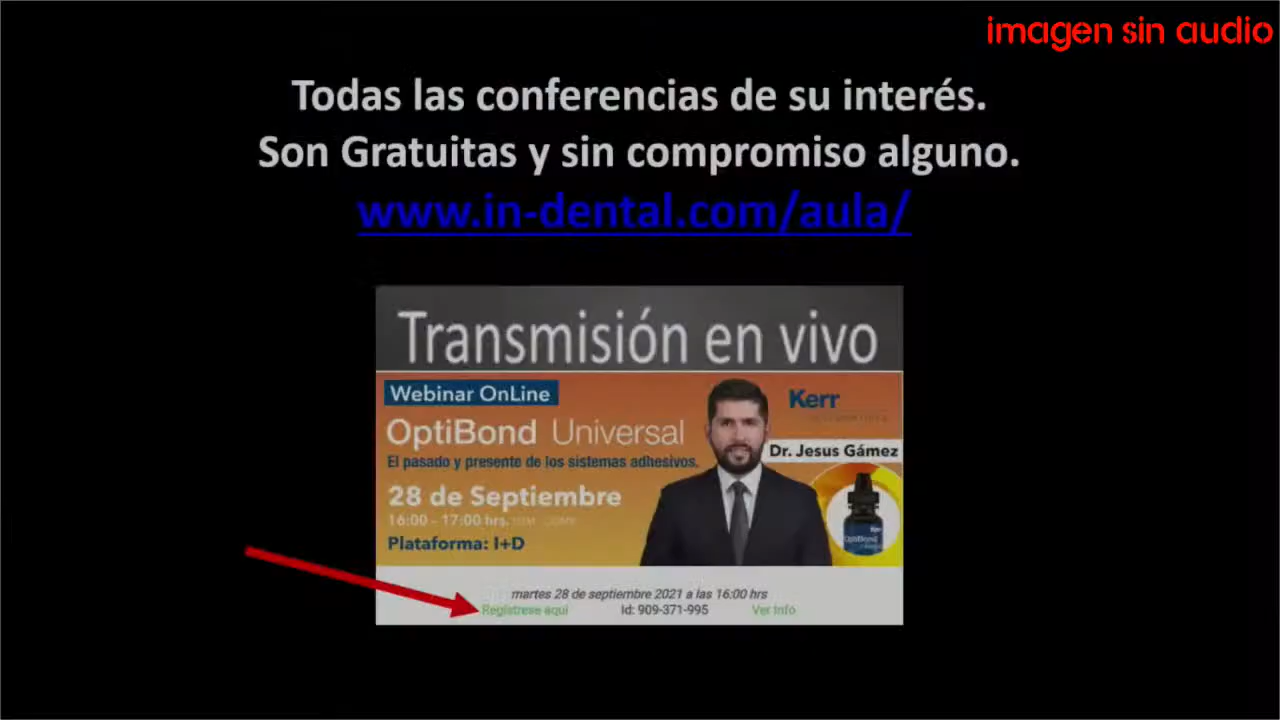 imagen sin audio
Todas las conferencias de su interés.
Son Gratuitas y sin compromiso alguno.
www.in-dental.com/aula/
Transmisión en vivo
Webinar OnLine
Kerr
OptiBond Universal
Dr. Jesus Gámez
El pasado y presente de los sistemas adhesivos.
28 de Septiembre
16:00 - 17:00 hrs.
Plataforma: I+D
Kerr
OptiBond
martes 28 de septiembre 2021 a las 16:00 hrs
Regístrese aquí Id: 909-371-995 Ver Info